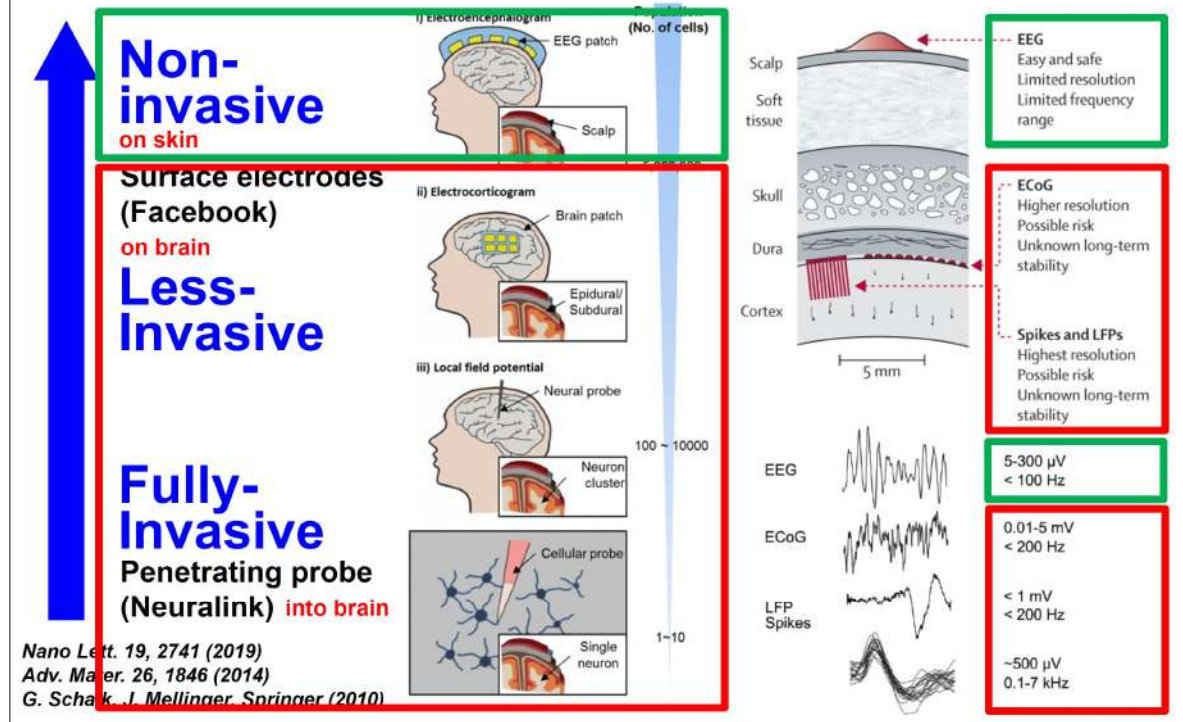 Non-
invasive
on skin
Surface electrodes
(Facebook)
on brain
Less-
Invasive
Fully-
Invasive
Penetrating probe
(Neuralink) into brain
Nano Lett. 19, 2741 (2019)
Adv. Mater. 26, 1846 (2014)
G. Schalk, J. Mellinger, Springer (2010)
i) Electroencephalogram
EEG patch
Scalp
ii) Electrocorticogram
Brain patch
Epidural/
Subdural
iii) Local field potential
Neural probe
Neuron
cluster
Cellular probe
Single
neuron
(No. of cells)
100 ~ 10000
1~10
Scalp
Soft
tissue
Skull
Dura
Cortex
5 mm
EEG
Easy and safe
Limited resolution
Limited frequency
range
ECoG
Higher resolution
Possible risk
Unknown long-term
stability
Spikes and LFPs
Highest resolution
Possible risk
Unknown long-term
stability
EEG
5-300 µV
< 100 Hz
ECoG
0.01-5 mV
< 200 Hz
LFP
Spikes
< 1 mV
< 200 Hz
~500 µV
0.1-7 kHz